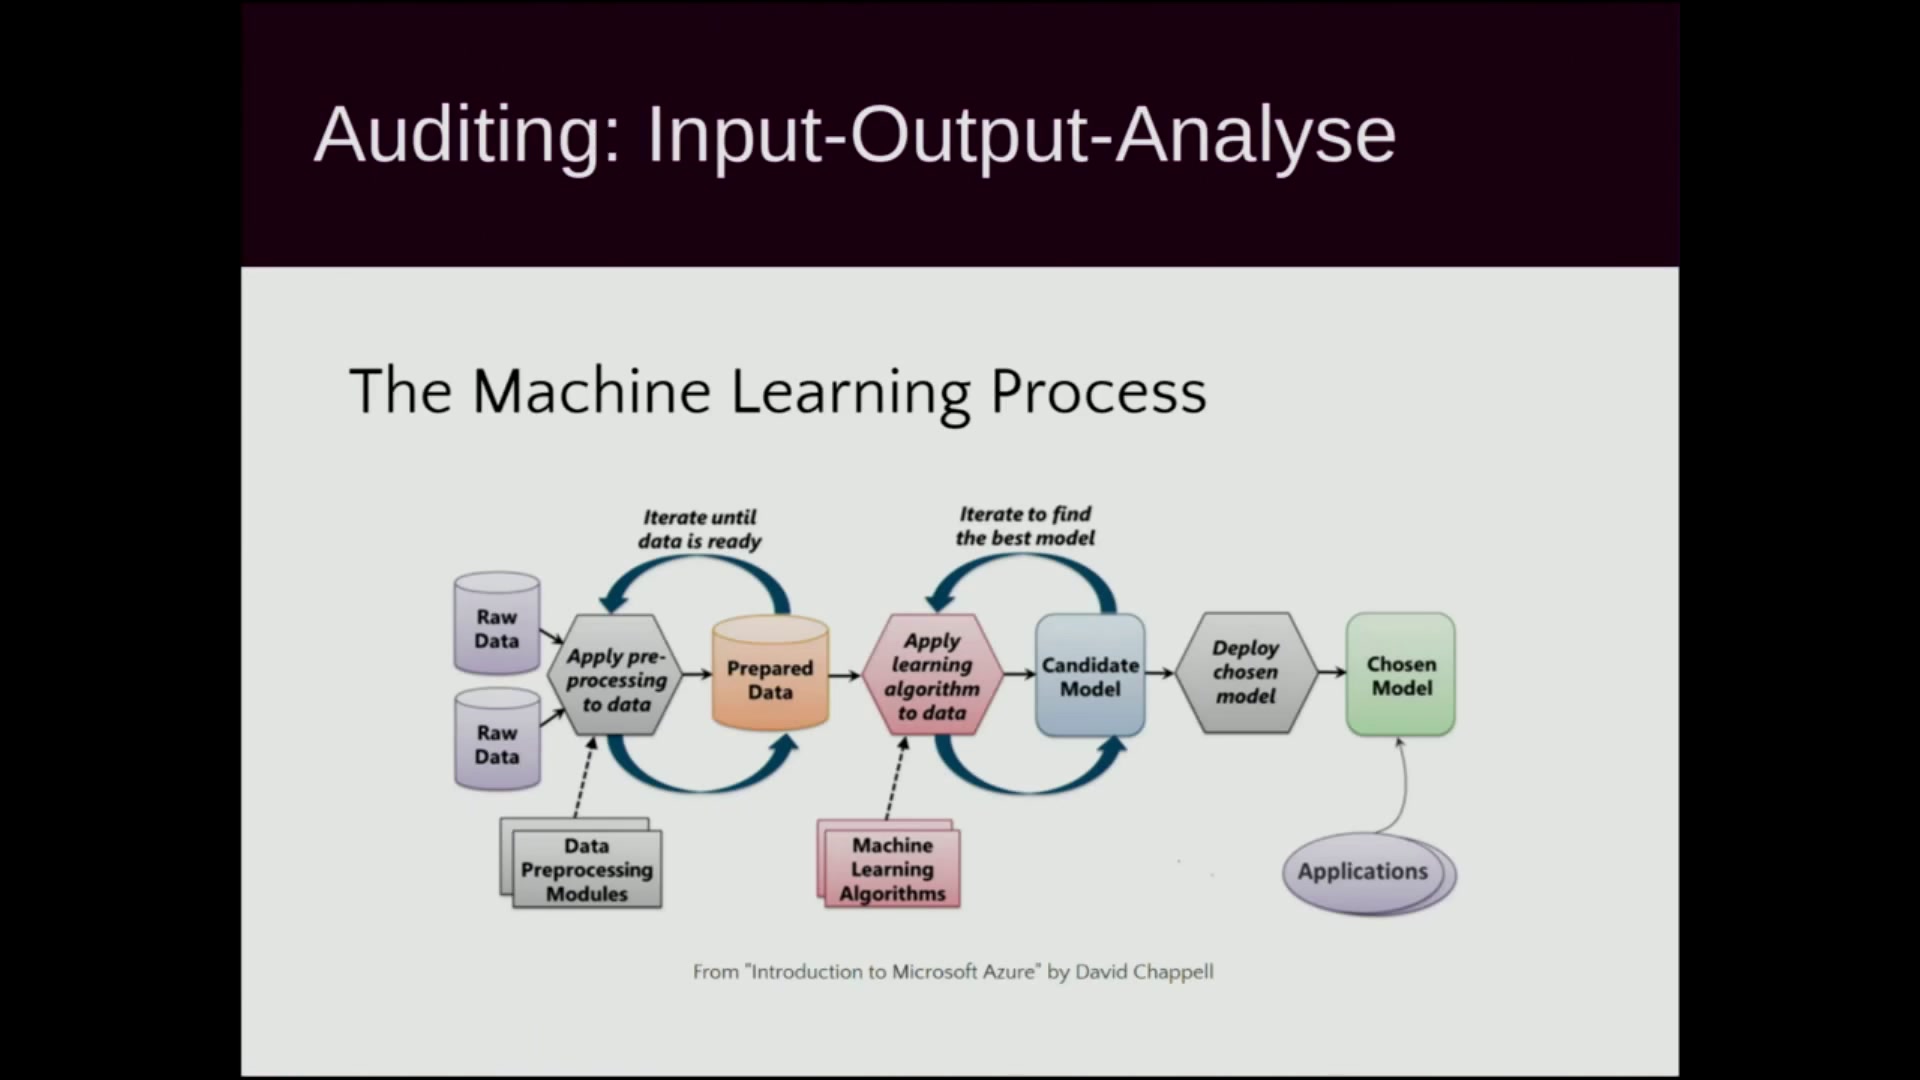 Auditing: Input-Output-Analyse
The Machine Learning Process
Iterate until
data is ready
Iterate to find
the best model
Raw
Data
Raw
Data
Apply pre-
processing
to data
Prepared
Data
Apply
learning
algorithm
to data
Candidate
Model
Deploy
chosen
model
Chosen
Model
Data
Preprocessing
Modules
Machine
Learning
Algorithms
Applications
From "Introduction to Microsoft Azure" by David Chappell